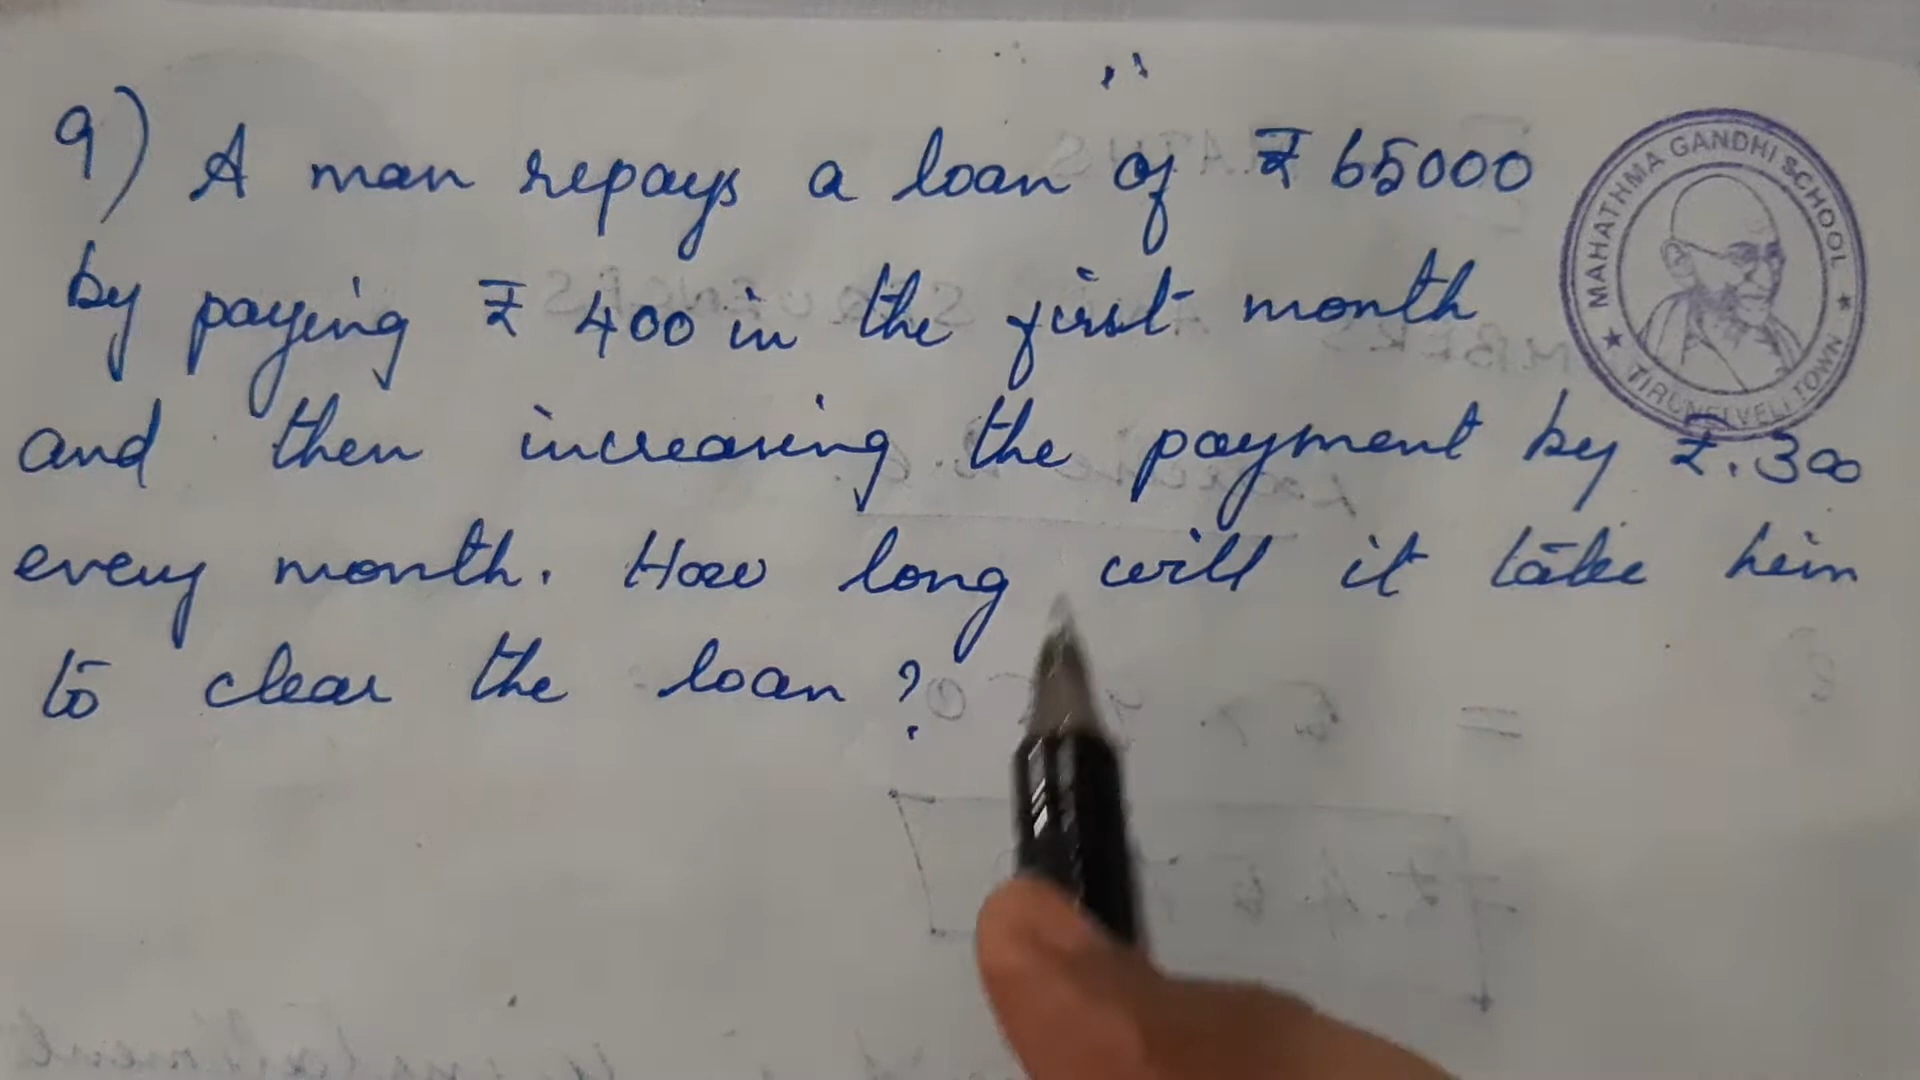 9) A man repays a loan of ₹ 65000
by paying ₹ 400 in the first month
and then increasing the payment by ₹.300
every month. How long will it take him
to clear the loan?
MAHATHMA GANDHI SCHOOL
★ TIRUNELVELI TOWN ★